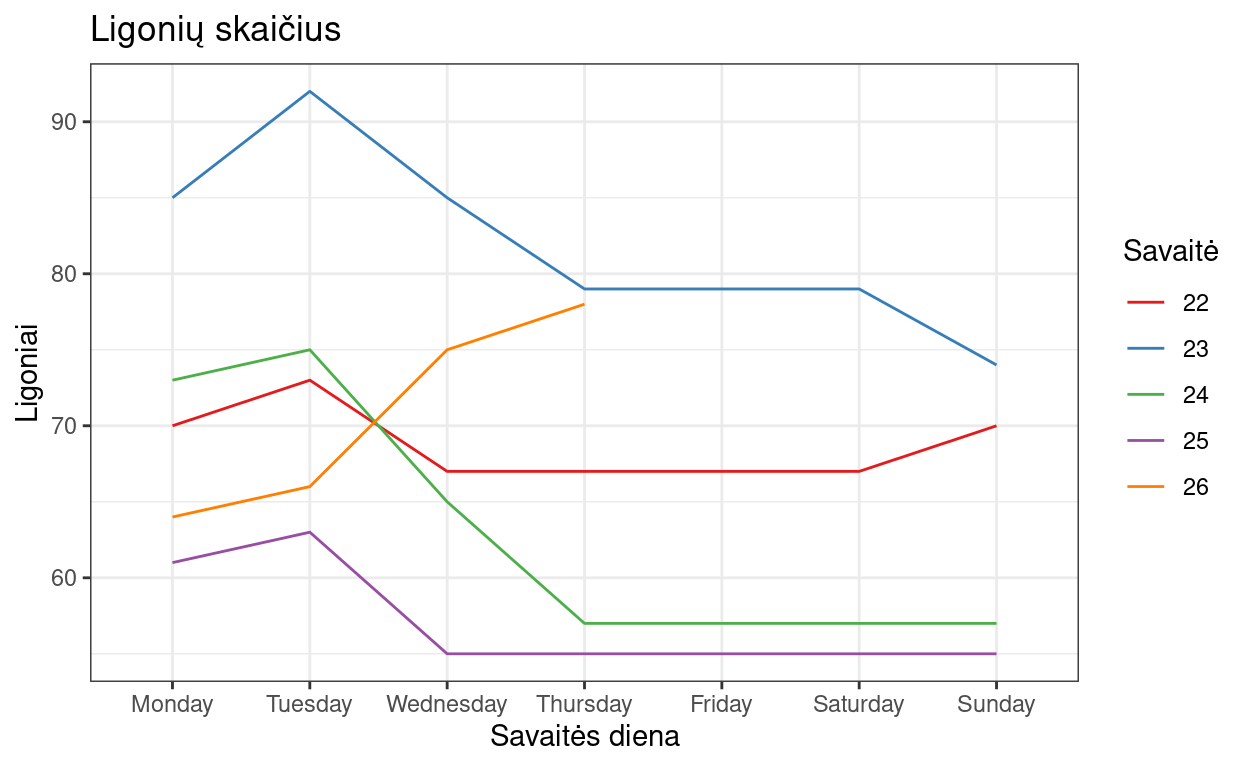 Ligonių skaičius
90
80
70
60
Ligoniai
Monday Tuesday Wednesday Thursday Friday Saturday Sunday
Savaitės diena
Savaitė
22
23
24
25
26